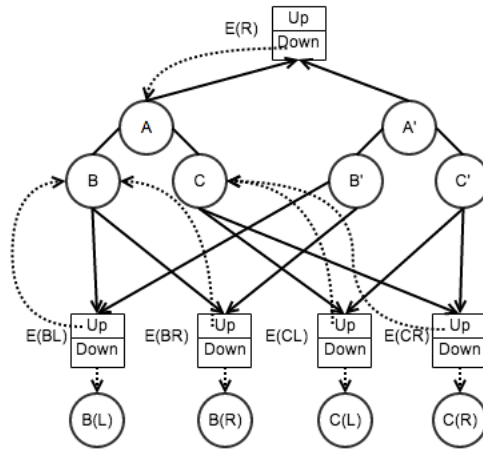 Up
E(R)
Down
A
A'
B
C
B'
C'
Up
Up
Up
Up
E(BL)
E(BR)
E(CL)
E(CR)
Down
Down
Down
Down
B(L)
B(R)
C(L)
C(R)